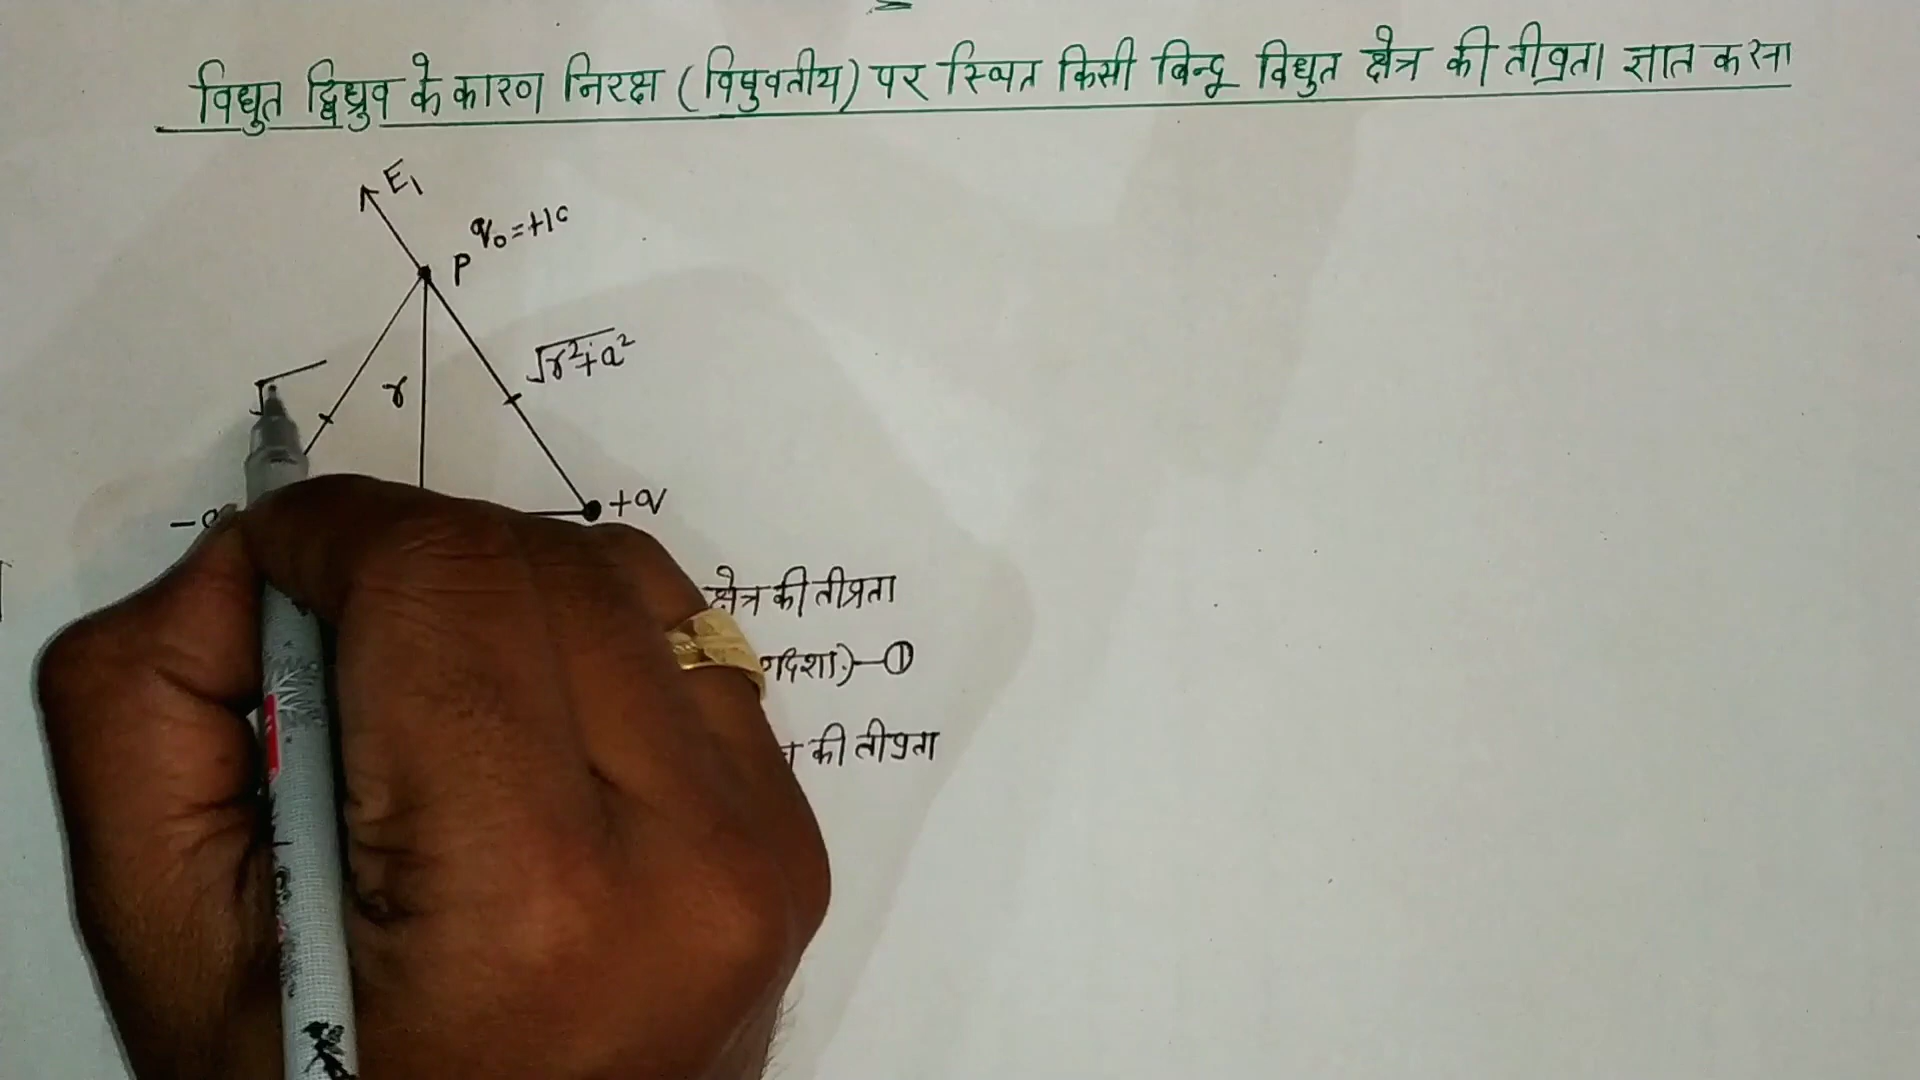 विद्युत द्विध्रुव के कारण निरक्ष (विषुवतीय) पर स्थित किसी बिन्दू विद्युत क्षेत्र की तीव्रता ज्ञात करना
E₁
q₀=+1C
P
√r²+a²
r
√
+q
क्षेत्र की तीव्रता
दिशा.)—①
की तीव्रता